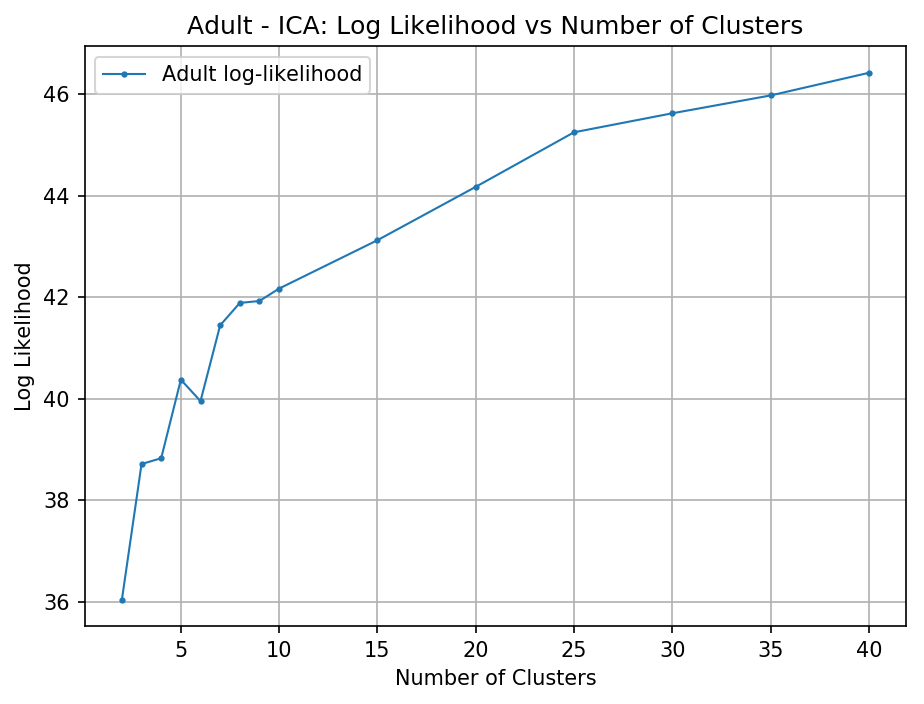 Adult - ICA: Log Likelihood vs Number of Clusters
Adult log-likelihood
46
44
42
40
38
36
Log Likelihood
5 10 15 20 25 30 35 40
Number of Clusters